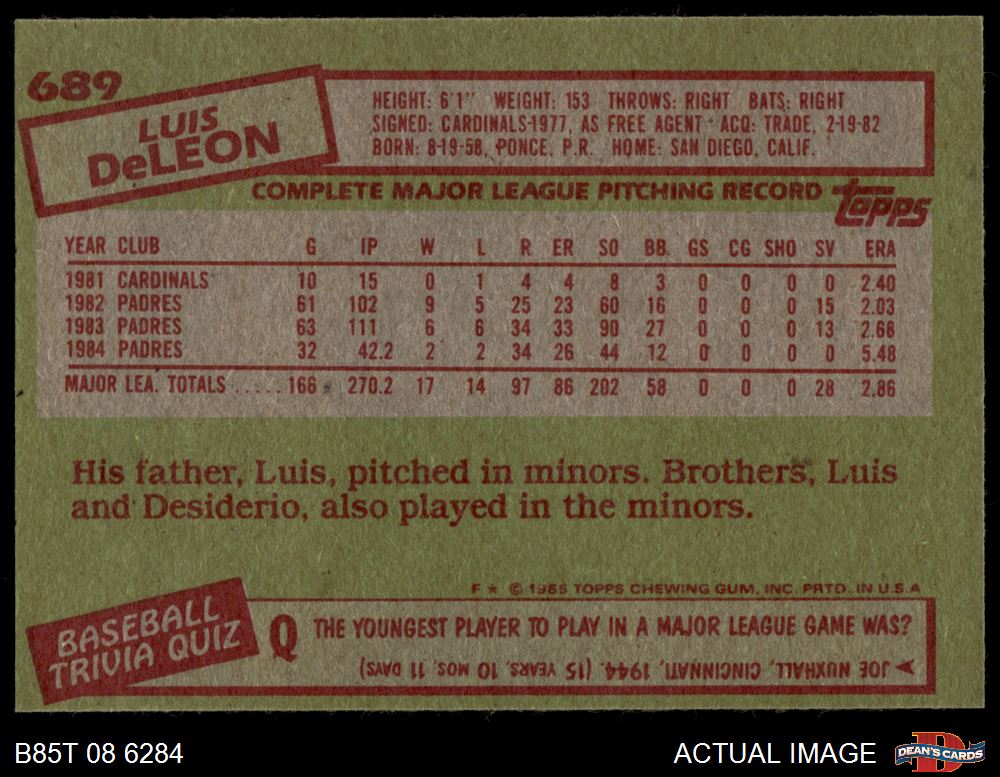 689
LUIS
DeLEON
HEIGHT: 6'1" WEIGHT: 153 THROWS: RIGHT BATS: RIGHT
SIGNED: CARDINALS-1977, AS FREE AGENT · ACQ: TRADE, 2-19-82
BORN: 8-19-58, PONCE, P.R. HOME: SAN DIEGO, CALIF.
COMPLETE MAJOR LEAGUE PITCHING RECORD
topps
YEAR CLUB G IP W L R ER SO BB. GS CG SHO SV ERA
1981 CARDINALS 10 15 0 1 4 4 8 3 0 0 0 0 2.40
1982 PADRES 61 102 9 5 25 23 60 16 0 0 0 15 2.03
1983 PADRES 63 111 6 6 34 33 90 27 0 0 0 13 2.68
1984 PADRES 32 42.2 2 2 34 26 44 12 0 0 0 0 5.48
MAJOR LEA. TOTALS ..... 166 270.2 17 14 97 86 202 58 0 0 0 28 2.86
His father, Luis, pitched in minors. Brothers, Luis
and Desiderio, also played in the minors.
F ★ © 1985 TOPPS CHEWING GUM, INC. PRTD. IN U.S.A
BASEBALL
TRIVIA QUIZ
Q THE YOUNGEST PLAYER TO PLAY IN A MAJOR LEAGUE GAME WAS?
JOE NUXHALL, CINCINNATI, 1944. (15 YEARS, 10 MOS, 11 DAYS)
B85T 08 6284
ACTUAL IMAGE
DEAN'S CARDS